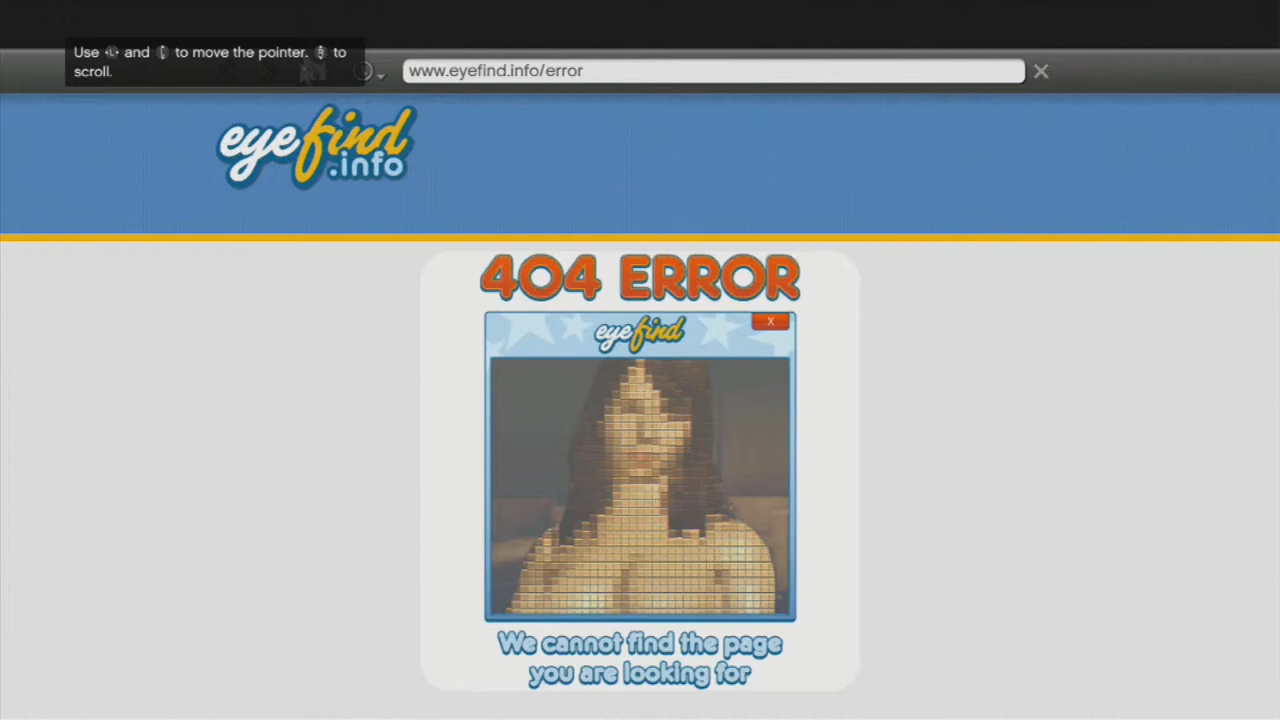 Use and to move the pointer. to
scroll.
www.eyefind.info/error
eyefind
.info
404 ERROR
eyefind
X
We cannot find the page
you are looking for